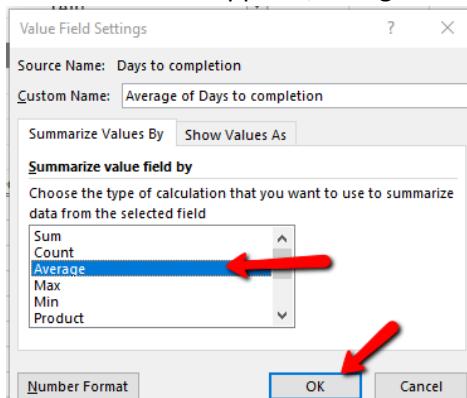 Value Field Settings ? ×
Source Name: Days to completion
Custom Name: Average of Days to completion
Summarize Values By Show Values As
Summarize value field by
Choose the type of calculation that you want to use to summarize
data from the selected field
Sum
Count
Average
Max
Min
Product
Number Format OK Cancel